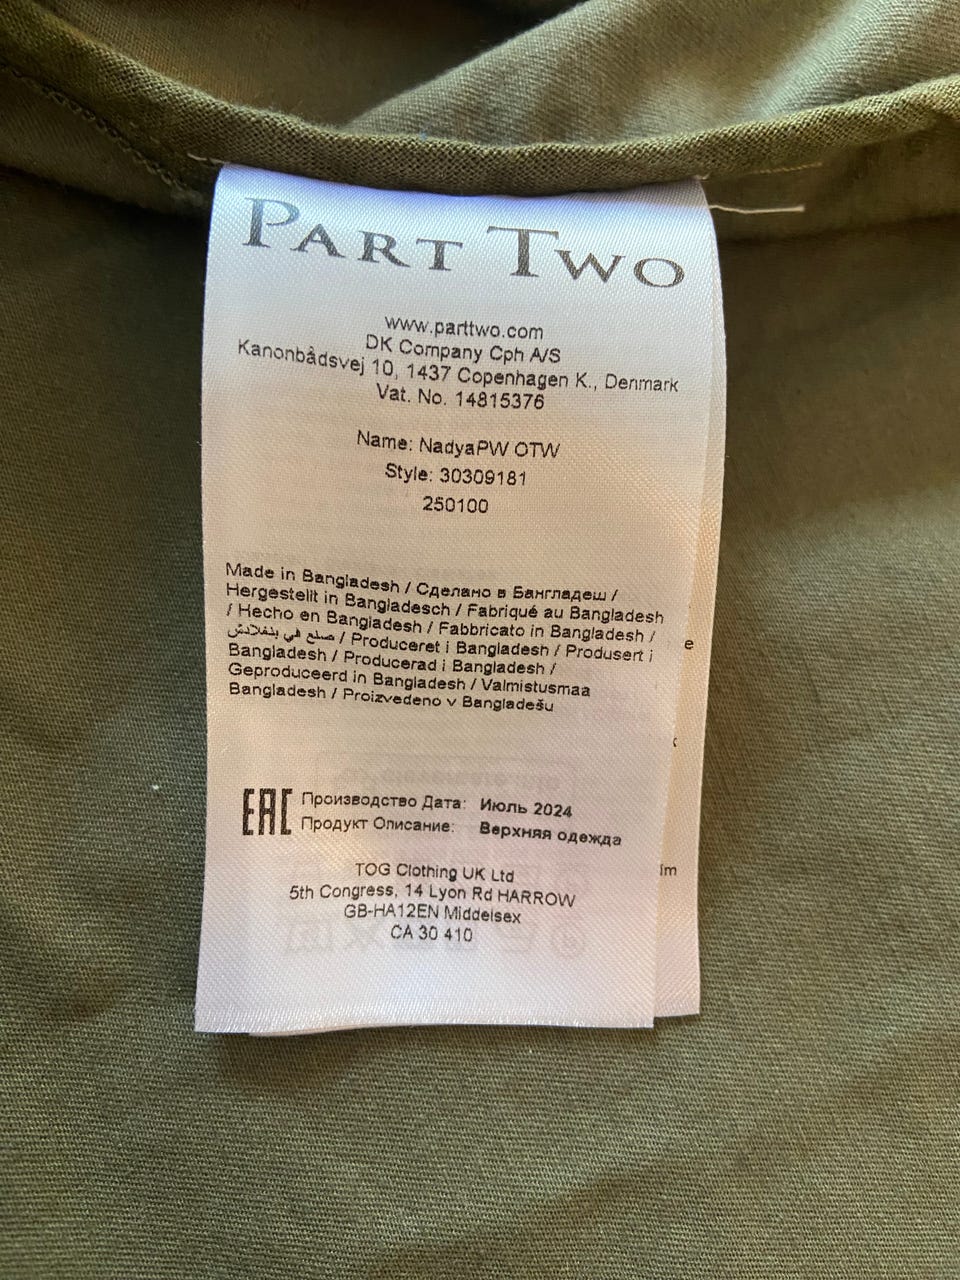 PART TWO
www.parttwo.com
DK Company Cph A/S
Kanonbådsvej 10, 1437 Copenhagen K., Denmark
Vat. No. 14815376
Name: NadyaPW OTW
Style: 30309181
250100
Made in Bangladesh / Сделано в Бангладеш /
Hergestellt in Bangladesch / Fabriqué au Bangladesh
/ Hecho en Bangladesh / Fabbricato in Bangladesh /
صنع في بنغلادش / Produceret i Bangladesh / Produsert i
Bangladesh / Producerad i Bangladesh /
Geproduceerd in Bangladesh / Valmistusmaa
Bangladesh / Proizvedeno v Bangladešu
EAC Производство Дата: Июль 2024
Продукт Описание: Верхняя одежда
TOG Clothing UK Ltd
5th Congress, 14 Lyon Rd HARROW
GB-HA12EN Middelsex
CA 30 410